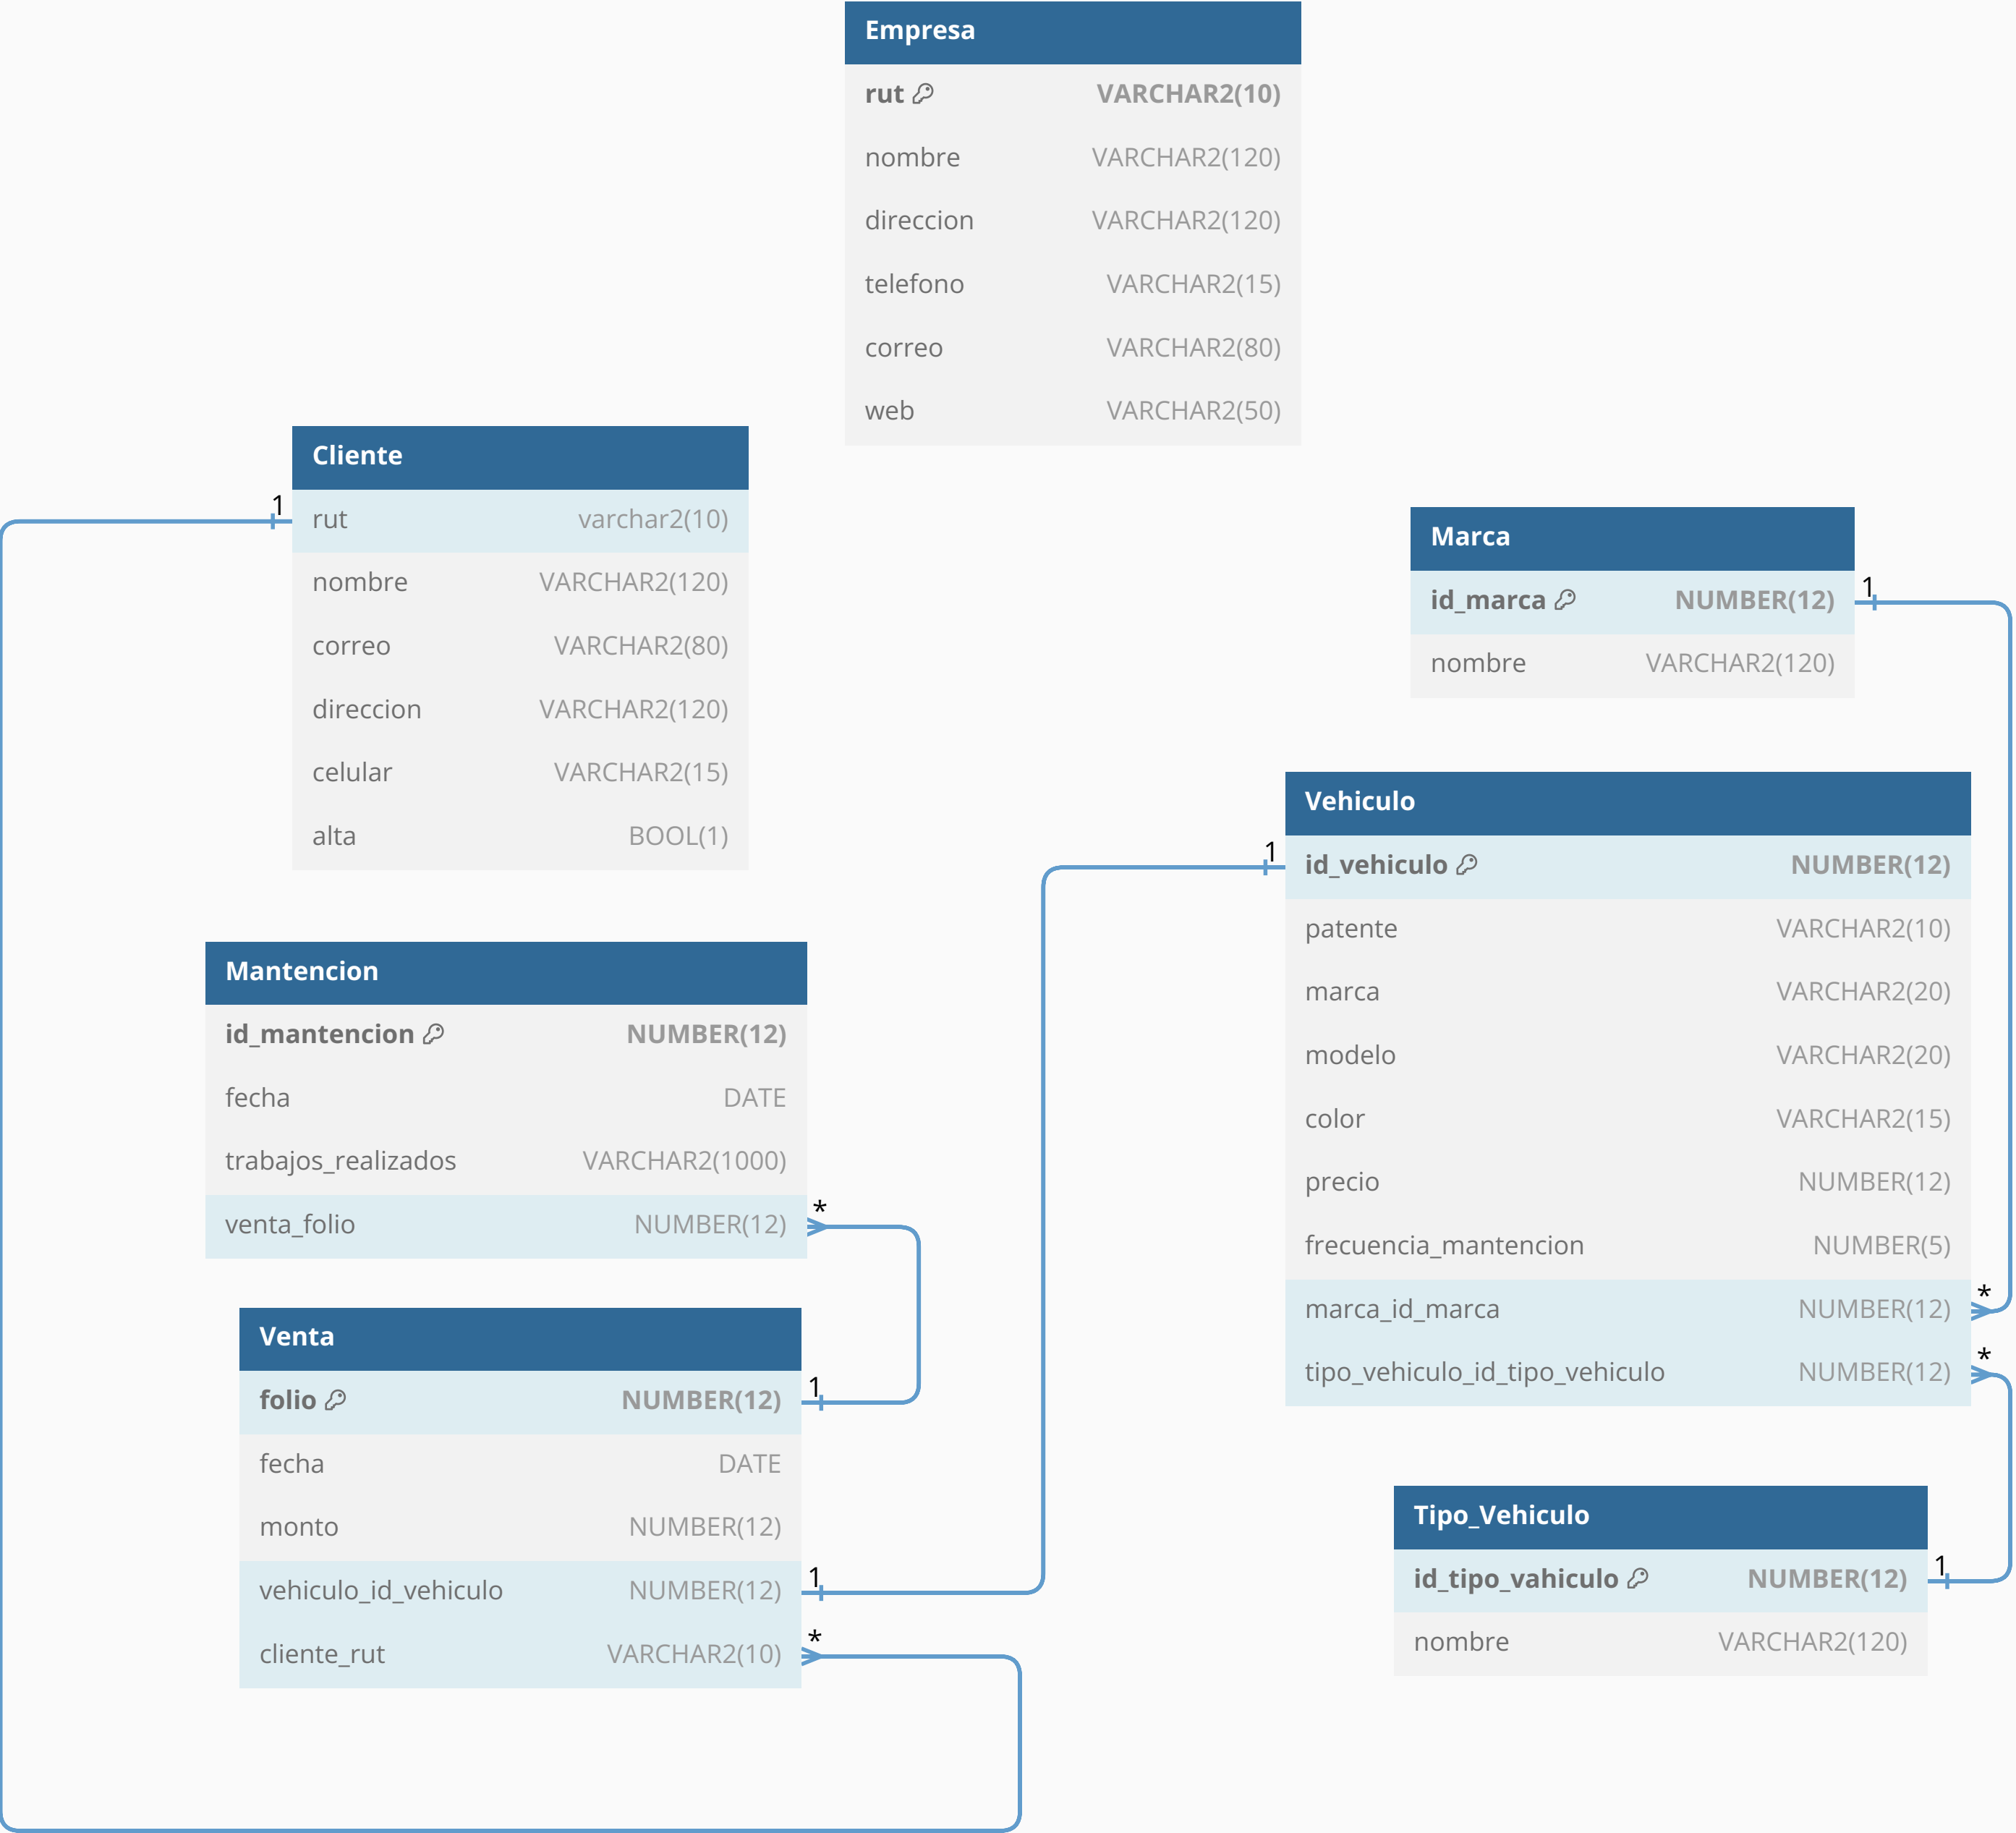 Empresa
rut VARCHAR2(10)
nombre VARCHAR2(120)
direccion VARCHAR2(120)
telefono VARCHAR2(15)
correo VARCHAR2(80)
web VARCHAR2(50)
Cliente
1
rut varchar2(10)
nombre VARCHAR2(120)
correo VARCHAR2(80)
direccion VARCHAR2(120)
celular VARCHAR2(15)
alta BOOL(1)
Marca
id_marca NUMBER(12)
1
nombre VARCHAR2(120)
Vehiculo
1
id_vehiculo NUMBER(12)
patente VARCHAR2(10)
marca VARCHAR2(20)
modelo VARCHAR2(20)
color VARCHAR2(15)
precio NUMBER(12)
frecuencia_mantencion NUMBER(5)
marca_id_marca NUMBER(12)
*
tipo_vehiculo_id_tipo_vehiculo NUMBER(12)
*
Mantencion
id_mantencion NUMBER(12)
fecha DATE
trabajos_realizados VARCHAR2(1000)
venta_folio NUMBER(12)
*
Venta
folio NUMBER(12)
1
fecha DATE
monto NUMBER(12)
vehiculo_id_vehiculo NUMBER(12)
1
cliente_rut VARCHAR2(10)
*
Tipo_Vehiculo
id_tipo_vahiculo NUMBER(12)
1
nombre VARCHAR2(120)